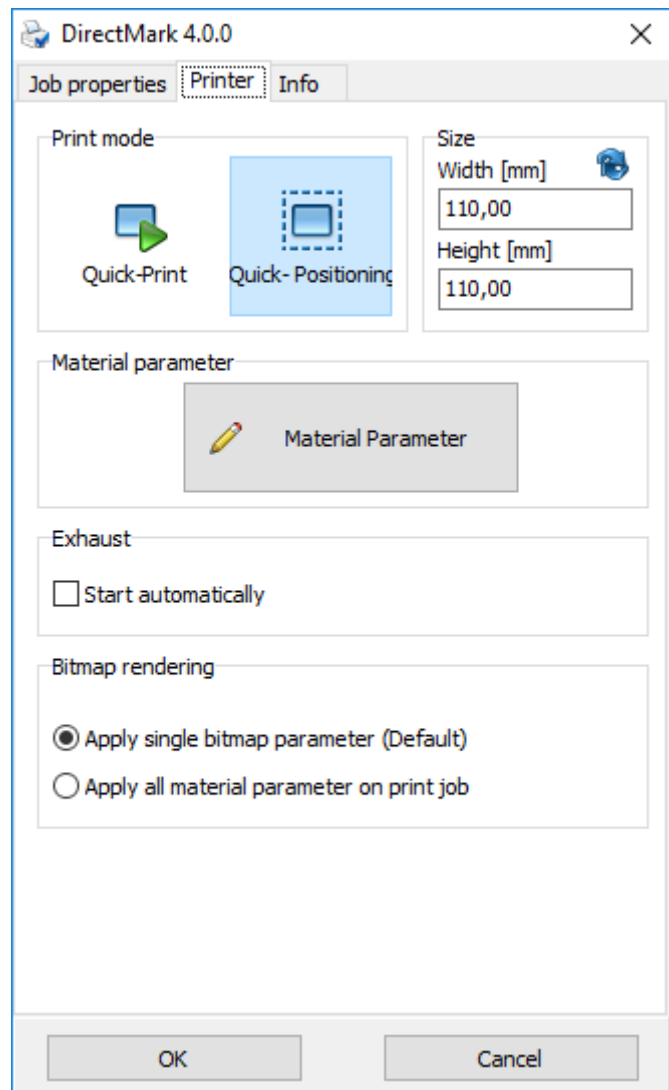 DirectMark 4.0.0
Job properties Printer Info
Print mode
Quick-Print
Quick- Positioning
Size
Width [mm]
110,00
Height [mm]
110,00
Material parameter
Material Parameter
Exhaust
Start automatically
Bitmap rendering
Apply single bitmap parameter (Default)
Apply all material parameter on print job
OK Cancel